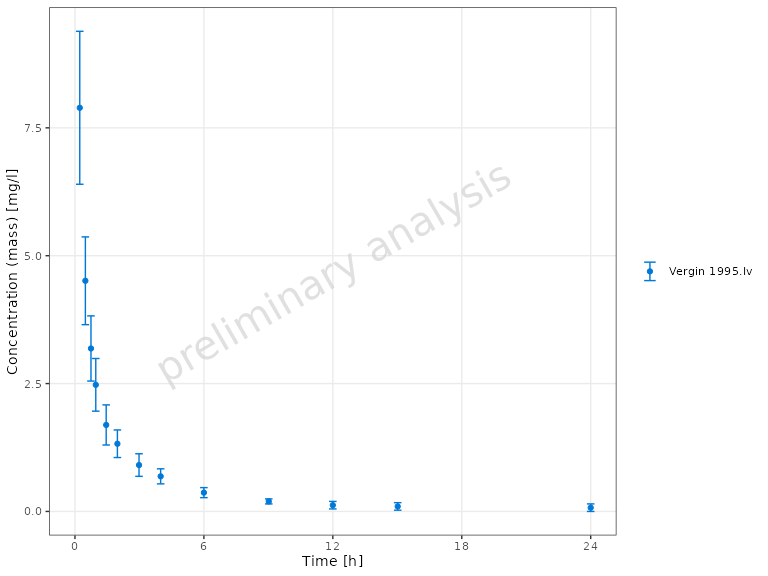 7.5
5.0
2.5
0.0
Concentration (mass) [mg/l]
preliminary analysis
0 6 12 18 24
Time [h]
Vergin 1995.Iv